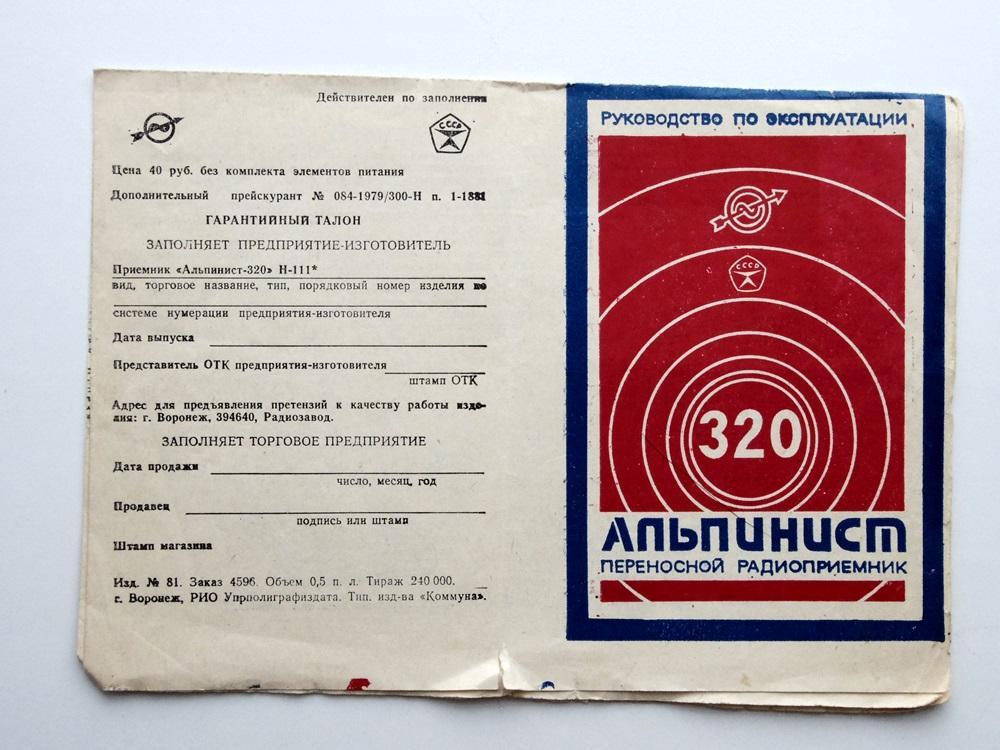 Действителен по заполнении
СССР
Цена 40 руб. без комплекта элементов питания
Дополнительный прейскурант № 084-1979/300-Н п.
ГАРАНТИЙНЫЙ ТАЛОН
ЗАПОЛНЯЕТ ПРЕДПРИЯТИЕ-ИЗГОТОВИТЕЛЬ
Приемник «Альпинист-320» Н-111*
вид, торговое название, тип, порядковый номер изделия по
системе нумерации предприятия-изготовителя
Дата выпуска
Представитель ОТК предприятия-изготовителя
штамп ОТК
Адрес для предъявления претензий к качеству работы изде-
лия: г. Воронеж, 394640, Радиозавод.
ЗАПОЛНЯЕТ ТОРГОВОЕ ПРЕДПРИЯТИЕ
Дата продажи
число, месяц, год
Продавец
подпись или штамп
Штамп магазина
Изд. № 81. Заказ 4596. Объем 0,5 п. л. Тираж 240 000.
г. Воронеж, РИО Упрполиграфиздата. Тип. изд-ва «Коммуна».
РУКОВОДСТВО ПО ЭКСПЛУАТАЦИИ
СССР
320
АЛЬПИНИСТ
ПЕРЕНОСНОЙ РАДИОПРИЕМНИК